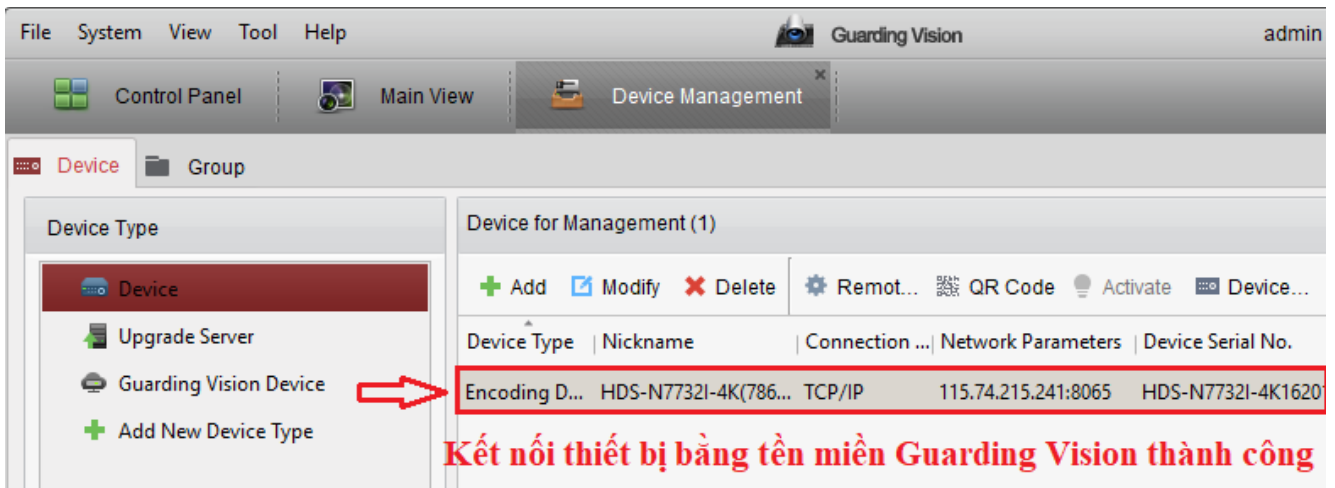 File System View Tool Help Guarding Vision admin
Control Panel Main View Device Management
Device Group
Device Type Device for Management (1)
Device Add Modify Delete Remot... QR Code Activate Device...
Upgrade Server Device Type Nickname Connection ... Network Parameters Device Serial No.
Guarding Vision Device Encoding D... HDS-N7732I-4K(786... TCP/IP 115.74.215.241:8065 HDS-N7732I-4K1620
Add New Device Type
Kết nối thiết bị bằng tền miền Guarding Vision thành công